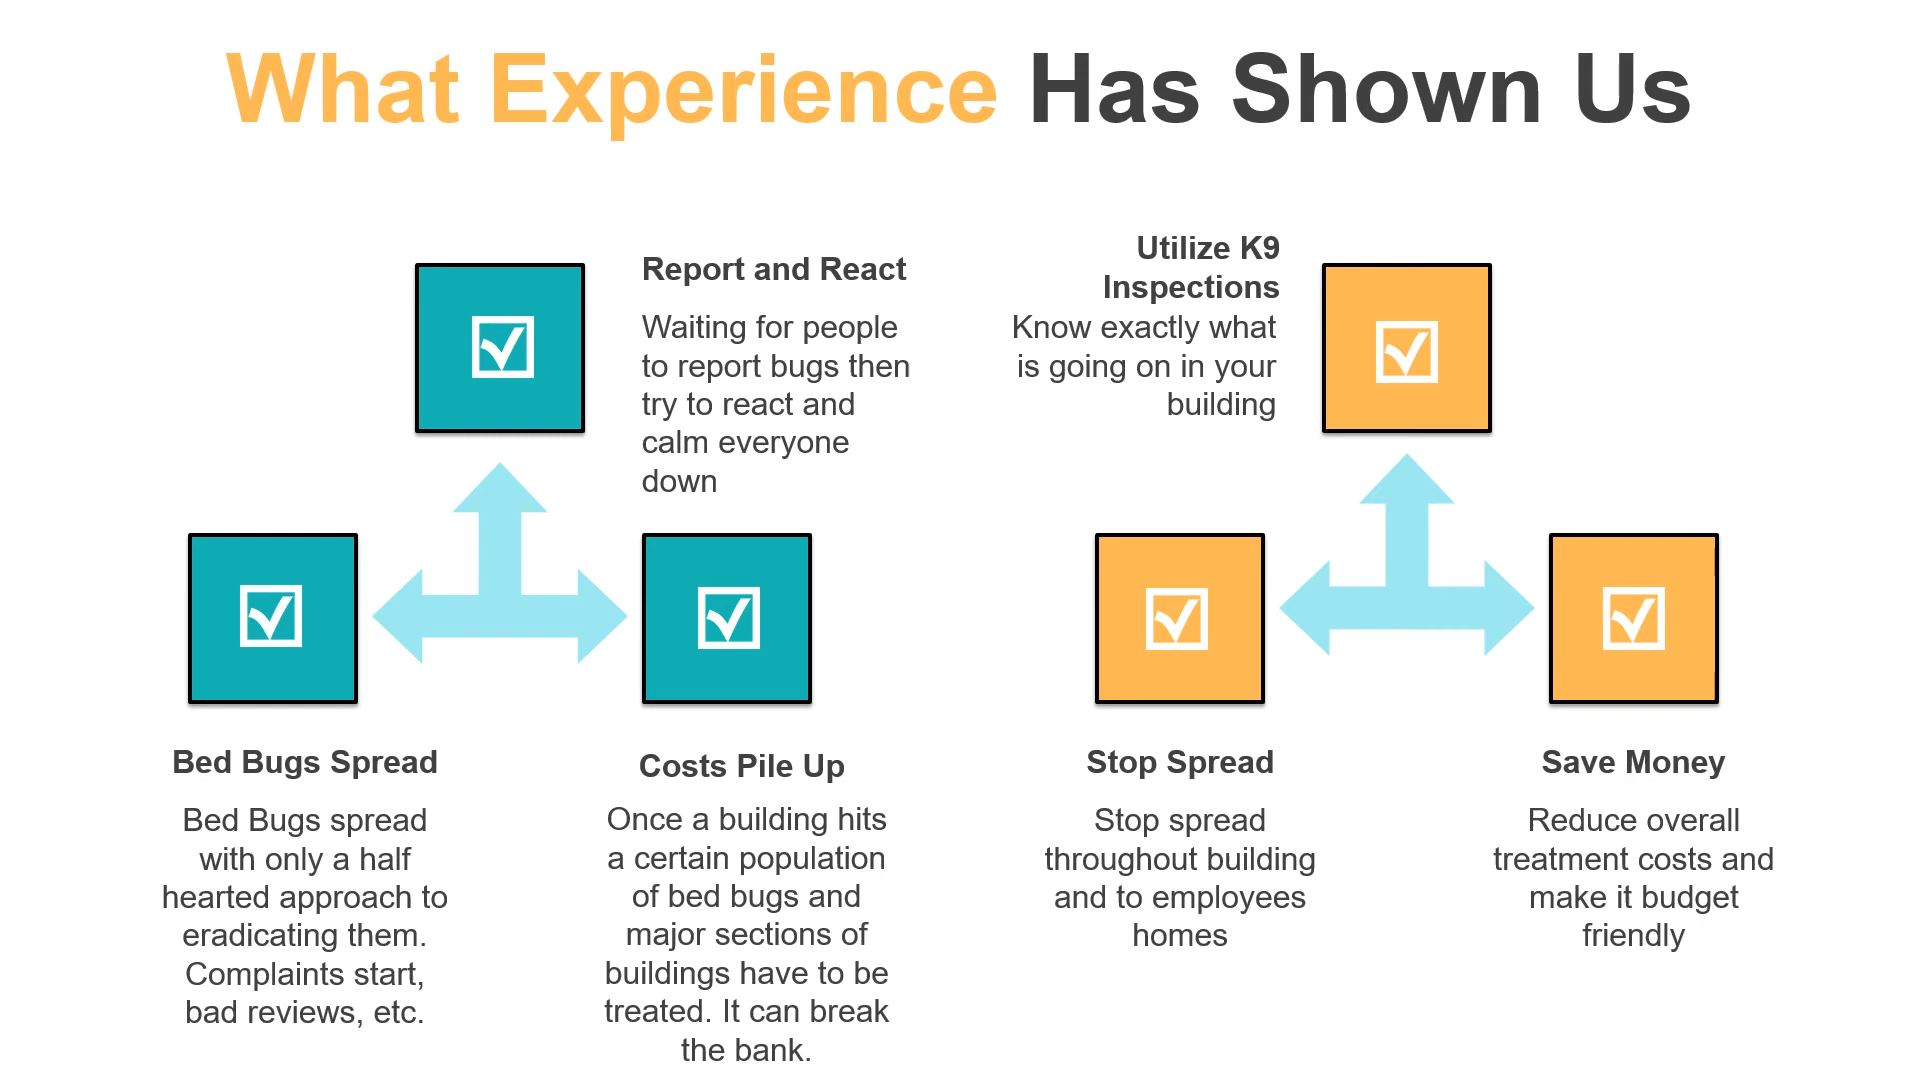 What Experience Has Shown Us
Report and React
Waiting for people
to report bugs then
try to react and
calm everyone
down
Bed Bugs Spread
Bed Bugs spread
with only a half
hearted approach to
eradicating them.
Complaints start,
bad reviews, etc.
Costs Pile Up
Once a building hits
a certain population
of bed bugs and
major sections of
buildings have to be
treated. It can break
the bank.
Utilize K9
Inspections
Know exactly what
is going on in your
building
Stop Spread
Stop spread
throughout building
and to employees
homes
Save Money
Reduce overall
treatment costs and
make it budget
friendly